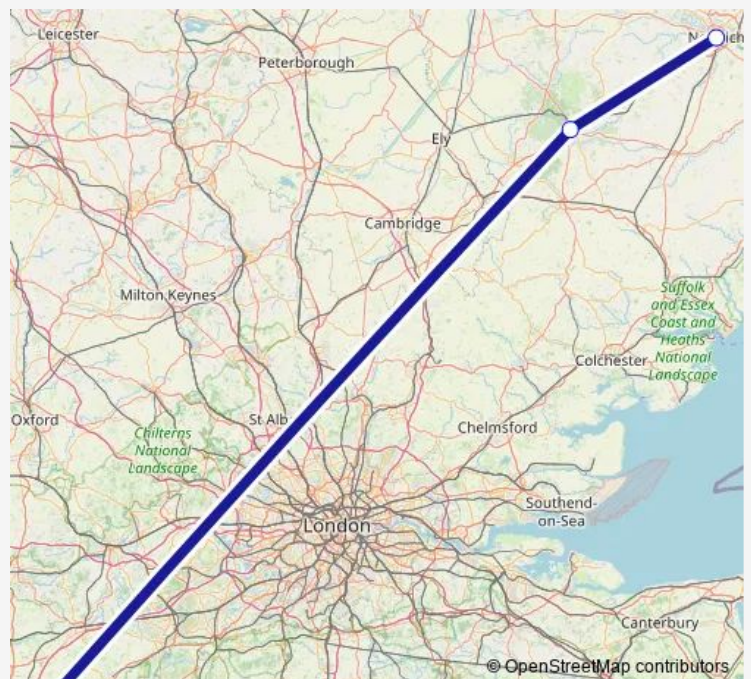 Leicester
Peterborough
Ely
Cambridge
Milton Keynes
Suffolk
and Essex
Coast and
Heaths
National
Landscape
Colchester
Oxford
St Alb
Chilterns
National
Landscape
Chelmsford
Southend-
on-Sea
London
Canterbury
© OpenStreetMap contributors